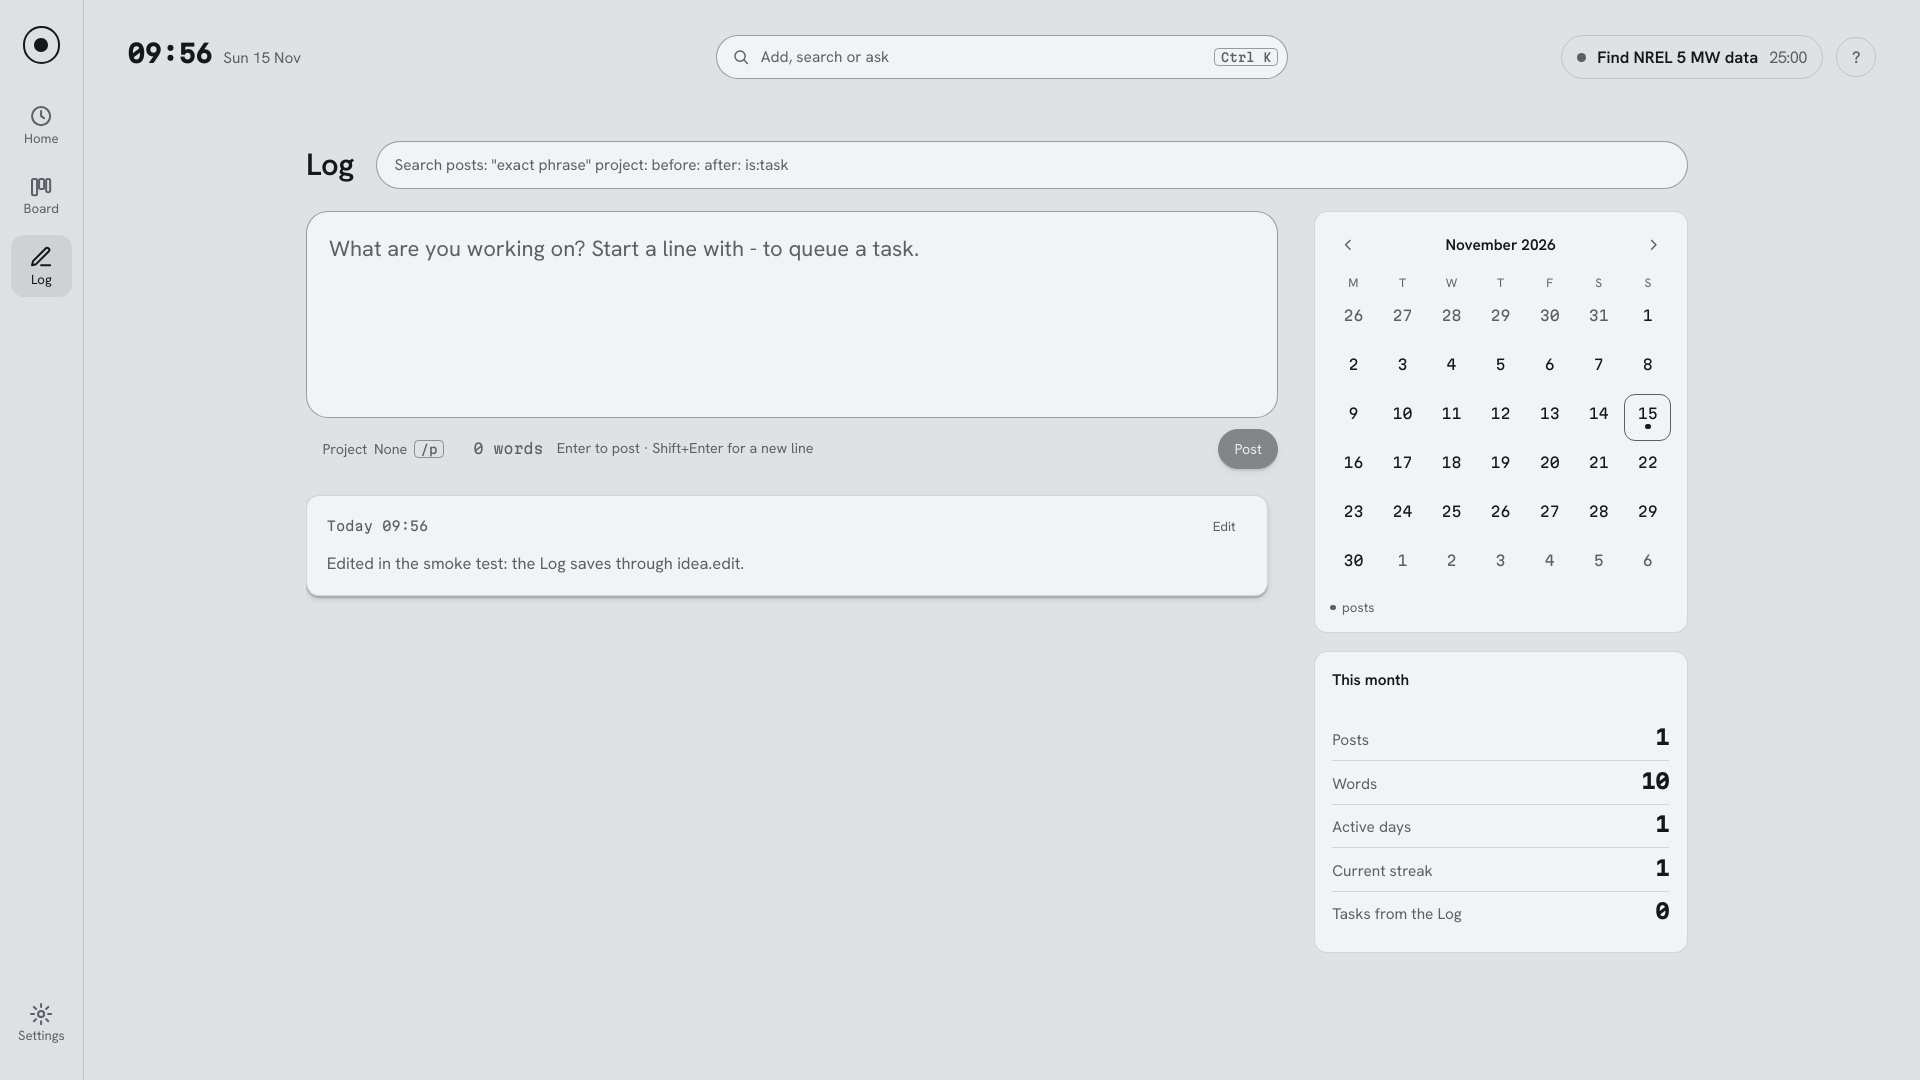 09:56 Sun 15 Nov
Add, search or ask Ctrl K
Find NREL 5 MW data 25:00 ?
Home
Board
Log
Settings
Log
Search posts: "exact phrase" project: before: after: is:task
What are you working on? Start a line with - to queue a task.
Project None /p 0 words Enter to post · Shift+Enter for a new line Post
Today 09:56 Edit
Edited in the smoke test: the Log saves through idea.edit.
November 2026
M T W T F S S
26 27 28 29 30 31 1
2 3 4 5 6 7 8
9 10 11 12 13 14 15
16 17 18 19 20 21 22
23 24 25 26 27 28 29
30 1 2 3 4 5 6
posts
This month
Posts 1
Words 10
Active days 1
Current streak 1
Tasks from the Log 0